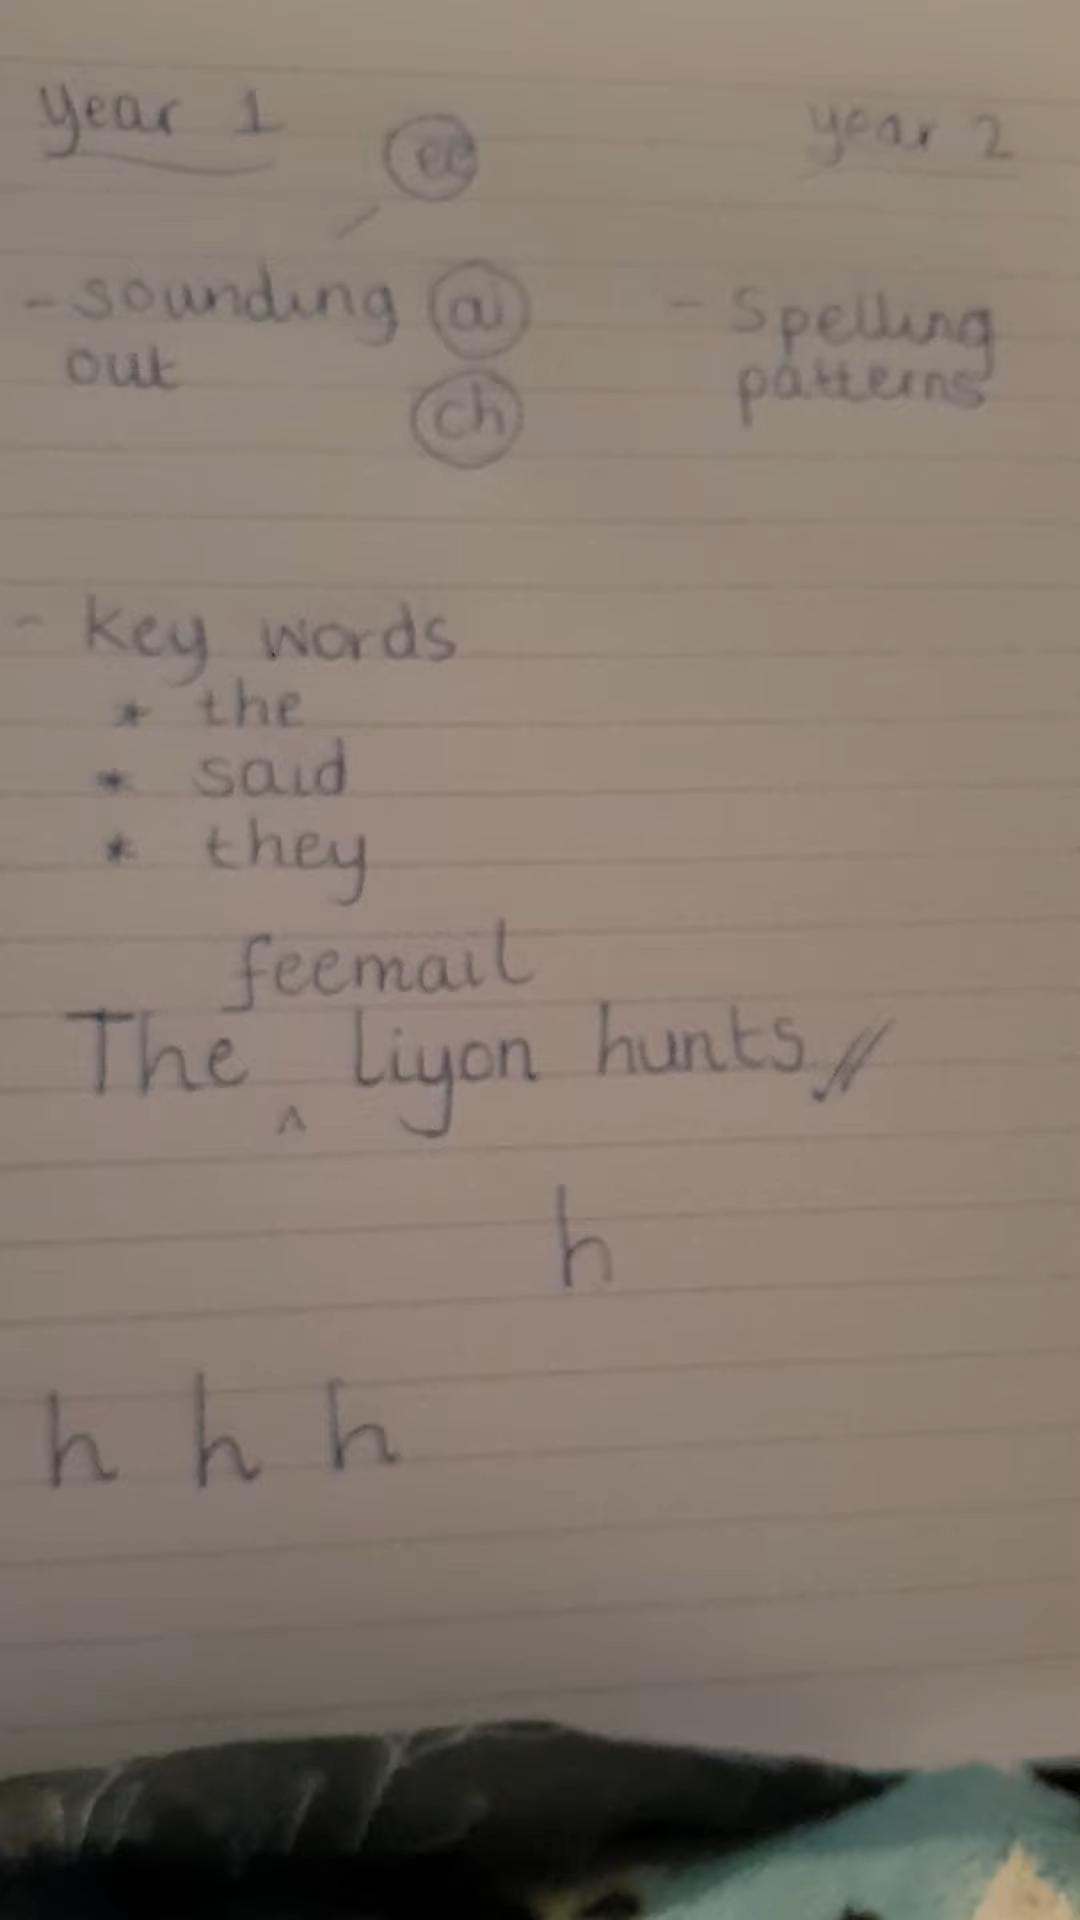 year 1
ee
year 2
- sounding
out
ai
ch
- Spelling
patterns
- key words
* the
* said
* they
feemail
The ^ liyon hunts //
h
h h h